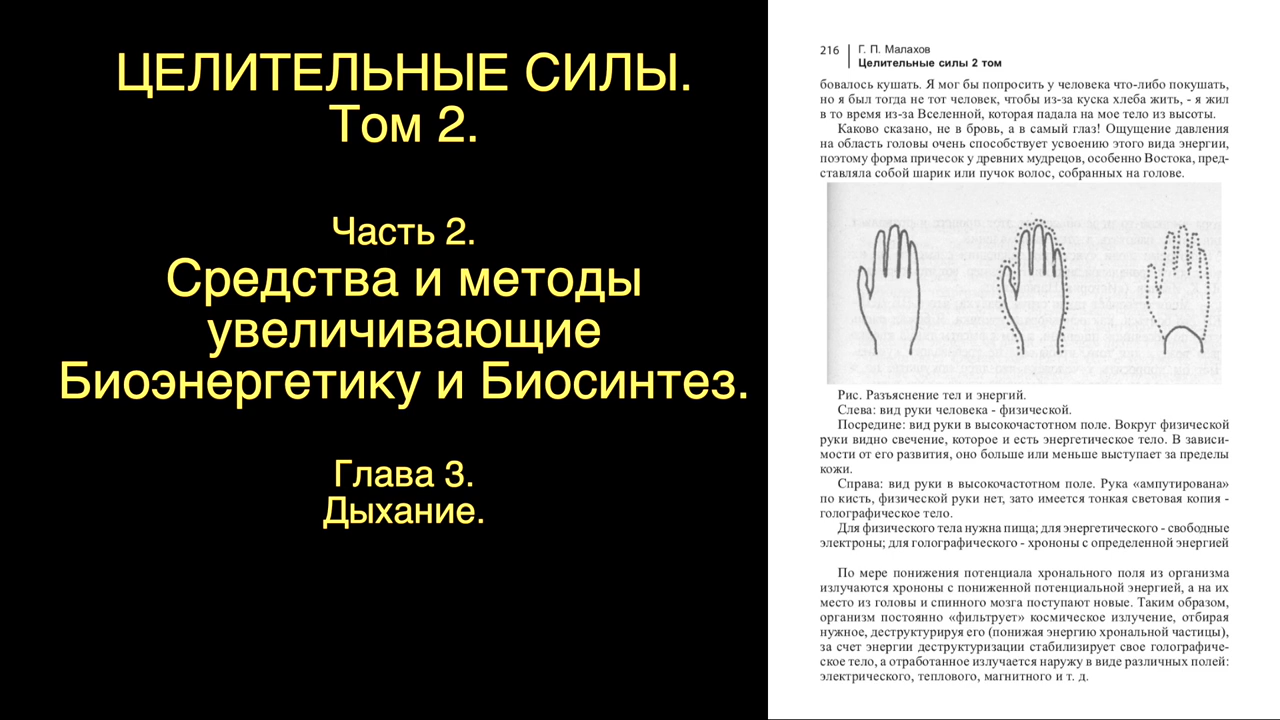 ЦЕЛИТЕЛЬНЫЕ СИЛЫ.
Том 2.
Часть 2.
Средства и методы
увеличивающие
Биоэнергетику и Биосинтез.
Глава 3.
Дыхание.
216 Г. П. Малахов
Целительные силы 2 том
бовалось кушать. Я мог бы попросить у человека что-либо покушать,
но я был тогда не тот человек, чтобы из-за куска хлеба жить, - я жил
в то время из-за Вселенной, которая падала на мое тело из высоты.
Каково сказано, не в бровь, а в самый глаз! Ощущение давления
на область головы очень способствует усвоению этого вида энергии,
поэтому форма причесок у древних мудрецов, особенно Востока, пред-
ставляла собой шарик или пучок волос, собранных на голове.
Рис. Разъяснение тел и энергий.
Слева: вид руки человека - физической.
Посредине: вид руки в высокочастотном поле. Вокруг физической
руки видно свечение, которое и есть энергетическое тело. В зависи-
мости от его развития, оно больше или меньше выступает за пределы
кожи.
Справа: вид руки в высокочастотном поле. Рука «ампутирована»
по кисть, физической руки нет, зато имеется тонкая световая копия -
голографическое тело.
Для физического тела нужна пища; для энергетического - свободные
электроны; для голографического - хрононы с определенной энергией
По мере понижения потенциала хронального поля из организма
излучаются хрононы с пониженной потенциальной энергией, а на их
место из головы и спинного мозга поступают новые. Таким образом,
организм постоянно «фильтрует» космическое излучение, отбирая
нужное, деструктурируя его (понижая энергию хрональной частицы),
за счет энергии деструктуризации стабилизирует свое голографиче-
ское тело, а отработанное излучается наружу в виде различных полей:
электрического, теплового, магнитного и т. д.